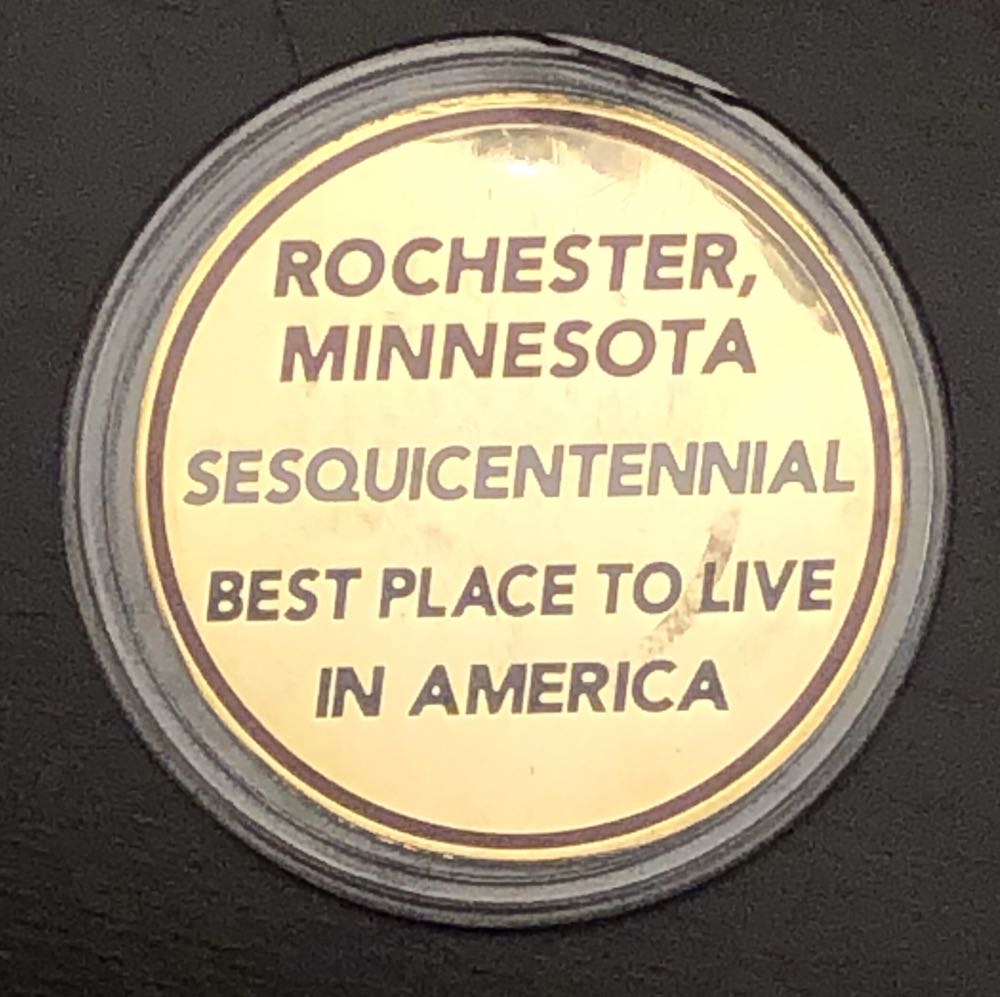 ROCHESTER,
MINNESOTA
SESQUICENTENNIAL
BEST PLACE TO LIVE
IN AMERICA